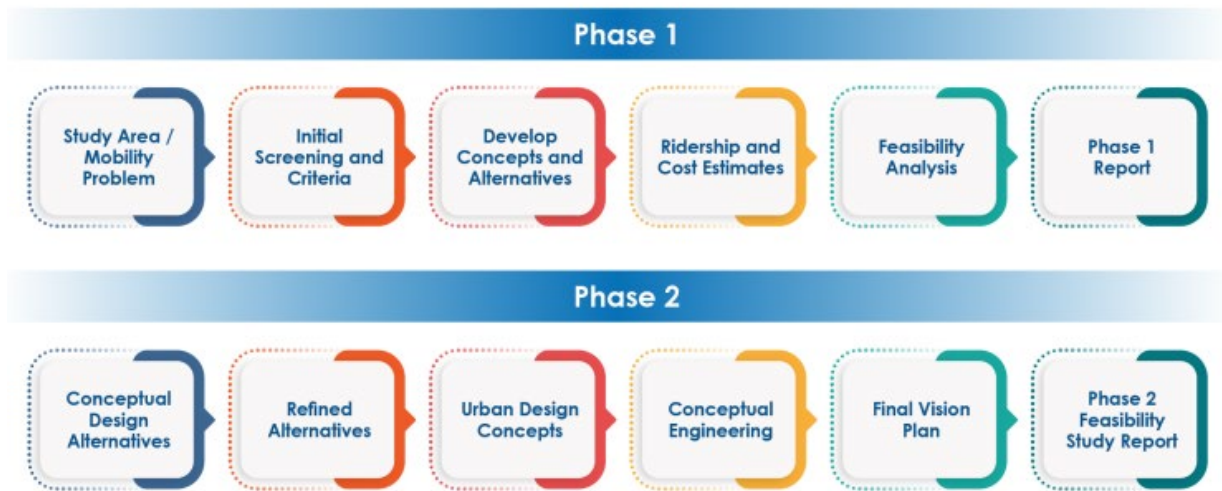 Phase 1
Study Area /
Mobility
Problem
Initial
Screening and
Criteria
Develop
Concepts and
Alternatives
Ridership and
Cost Estimates
Feasibility
Analysis
Phase 1
Report
Phase 2
Conceptual
Design
Alternatives
Refined
Alternatives
Urban Design
Concepts
Conceptual
Engineering
Final Vision
Plan
Phase 2
Feasibility
Study Report